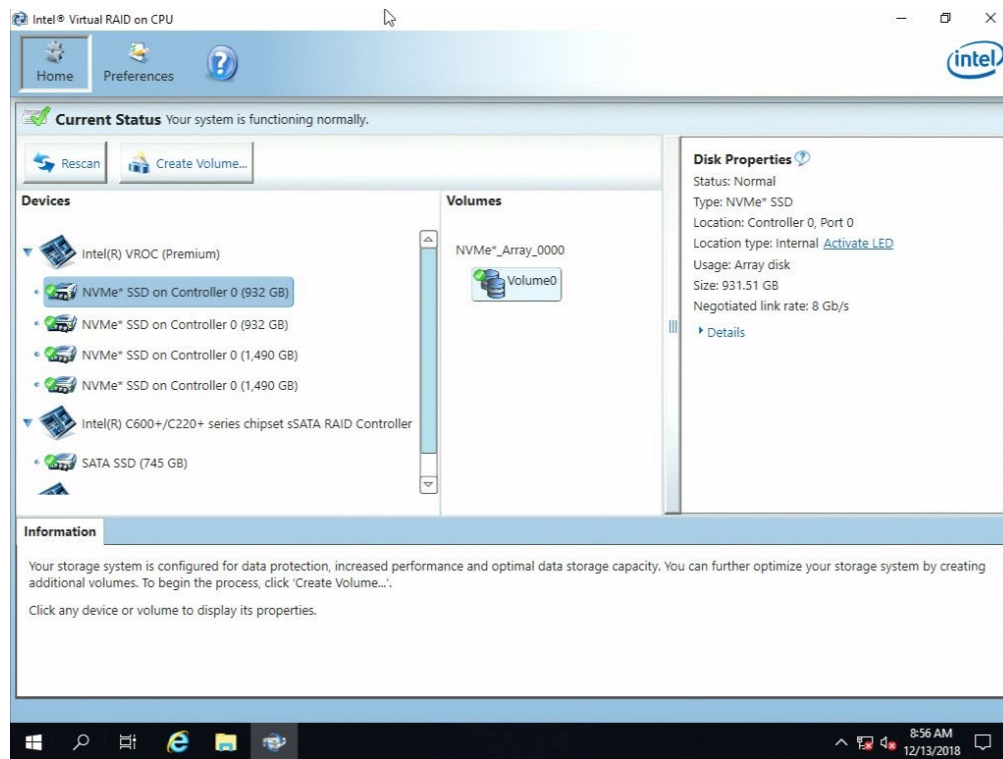 Intel® Virtual RAID on CPU
Home
Preferences
?
intel
Current Status Your system is functioning normally.
Rescan
Create Volume...
Devices
Intel(R) VROC (Premium)
NVMe* SSD on Controller 0 (932 GB)
NVMe* SSD on Controller 0 (932 GB)
NVMe* SSD on Controller 0 (1,490 GB)
NVMe* SSD on Controller 0 (1,490 GB)
Intel(R) C600+/C220+ series chipset sSATA RAID Controller
SATA SSD (745 GB)
Volumes
NVMe*_Array_0000
Volume0
Disk Properties ?
Status: Normal
Type: NVMe* SSD
Location: Controller 0, Port 0
Location type: Internal Activate LED
Usage: Array disk
Size: 931.51 GB
Negotiated link rate: 8 Gb/s
Details
Information
Your storage system is configured for data protection, increased performance and optimal data storage capacity. You can further optimize your storage system by creating
additional volumes. To begin the process, click 'Create Volume...'.
Click any device or volume to display its properties.
8:56 AM
12/13/2018